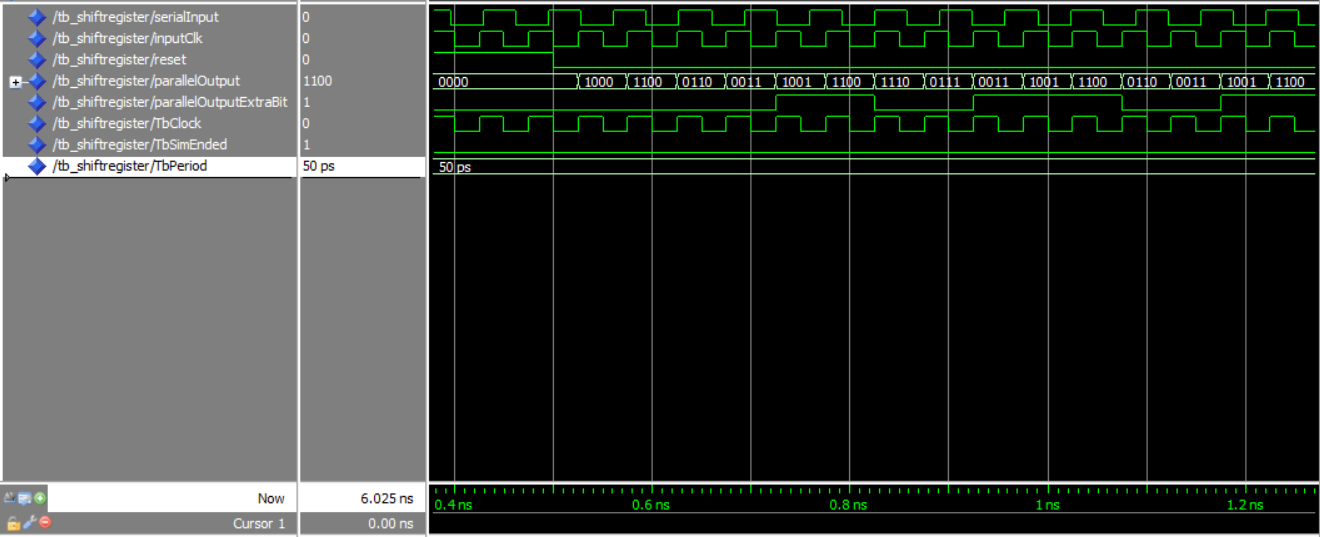 /tb_shiftregister/serialInput 0
/tb_shiftregister/inputClk 0
/tb_shiftregister/reset 0
/tb_shiftregister/parallelOutput 1100 0000 1000 1100 0110 0011 1001 1100 1110 0111 0011 1001 1100 0110 0011 1001 1100
/tb_shiftregister/parallelOutputExtraBit 1
/tb_shiftregister/TbClock 0
/tb_shiftregister/TbSimEnded 1
/tb_shiftregister/TbPeriod 50 ps 50 ps
Now 6.025 ns 0.4 ns 0.6 ns 0.8 ns 1 ns 1.2 ns
Cursor 1 0.00 ns